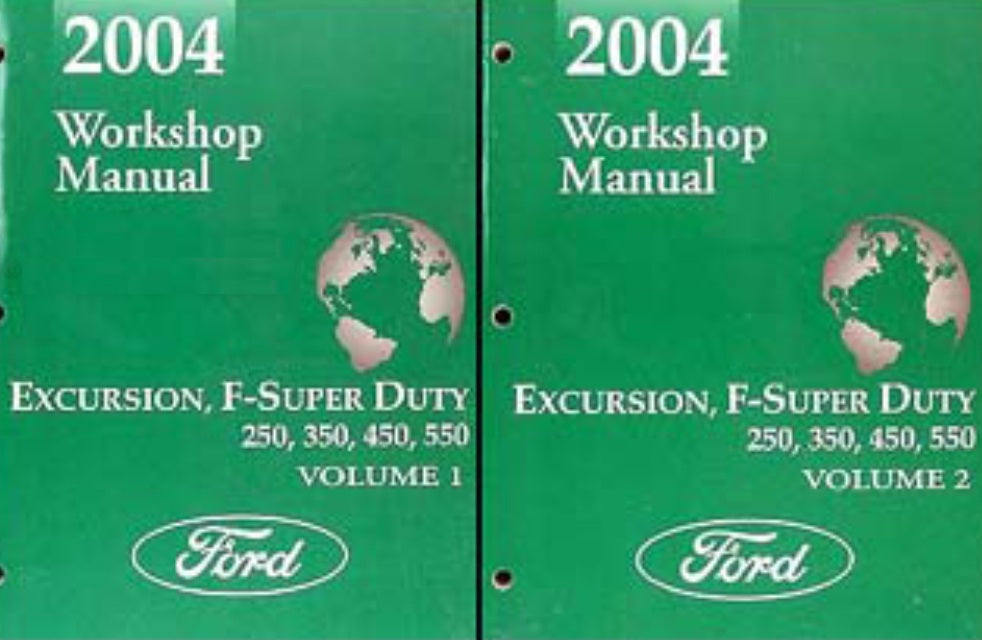 2004
Workshop
Manual
EXCURSION, F-SUPER DUTY
250, 350, 450, 550
VOLUME 1
Ford
2004
Workshop
Manual
EXCURSION, F-SUPER DUTY
250, 350, 450, 550
VOLUME 2
Ford